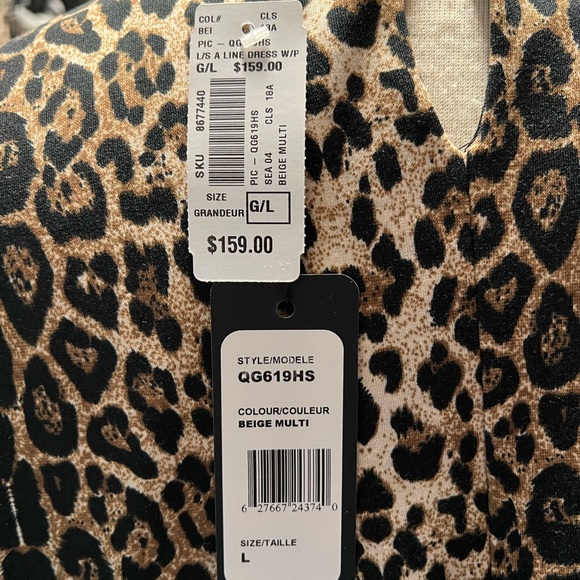 COL# CLS
BEI
PIC - HS
L/S A LINE DRESS W/P
G/L $159.00
SKU 8677440
PIC - QG619HS
SEA 04 CLS 18A
BEIGE MULTI
SIZE
GRANDEUR G/L
$159.00
STYLE/MODELE
QG619HS
COLOUR/COULEUR
BEIGE MULTI
6 27667 24374 0
SIZE/TAILLE
L